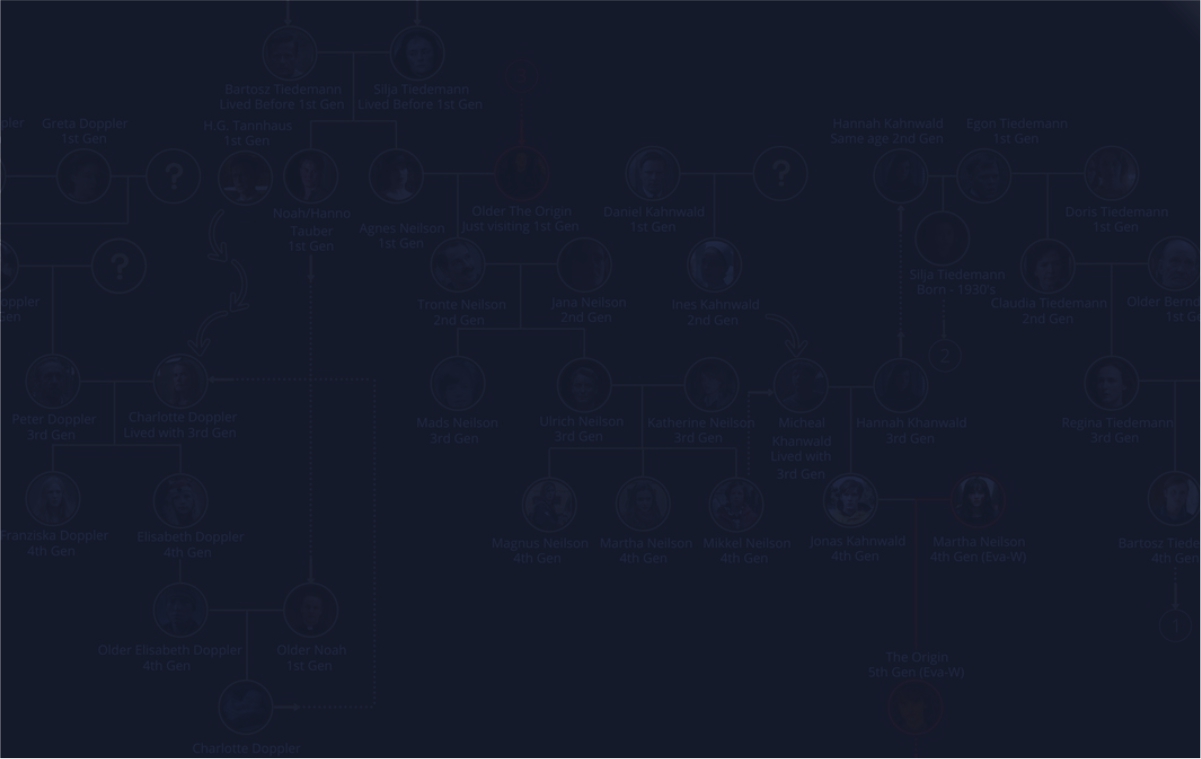 Bartosz Tiedemann
Lived Before 1st Gen
Silja Tiedemann
Lived Before 1st Gen
pler
Greta Doppler
1st Gen
H.G. Tannhaus
1st Gen
Hannah Kahnwald
Same age 2nd Gen
Egon Tiedemann
1st Gen
?
?
Noah/Hanno
Tauber
1st Gen
Agnes Neilson
1sr Gen
Older The Origin
Just visiting 1st Gen
Daniel Kahnwald
1st Gen
Doris Tiedemann
1st Gen
?
oppler
Gen
Tronte Neilson
2nd Gen
Jana Neilson
2nd Gen
Ines Kahnwald
2nd Gen
Silja Tiedemann
Born - 1930's
Claudia Tiedemann
2nd Gen
Older Bern
1st G
2
Peter Doppler
3rd Gen
Charlotte Doppler
Lived with 3rd Gen
Mads Neilson
3rd Gen
Ulrich Neilson
3rd Gen
Katherine Neilson
3rd Gen
Micheal
Khanwald
Lived with
3rd Gen
Hannah Khanwald
3rd Gen
Regina Tiedemann
3rd Gen
Franziska Doppler
4th Gen
Elisabeth Doppler
4th Gen
Magnus Neilson
4th Gen
Martha Neilson
4th Gen
Mikkel Neilson
4th Gen
Jonas Kahnwald
4th Gen
Martha Neilson
4th Gen (Eva-W)
Bartosz Tiede
4th Gen
1
Older Elisabeth Doppler
4th Gen
Older Noah
1st Gen
The Origin
5th Gen (Eva-W)
Charlotte Doppler